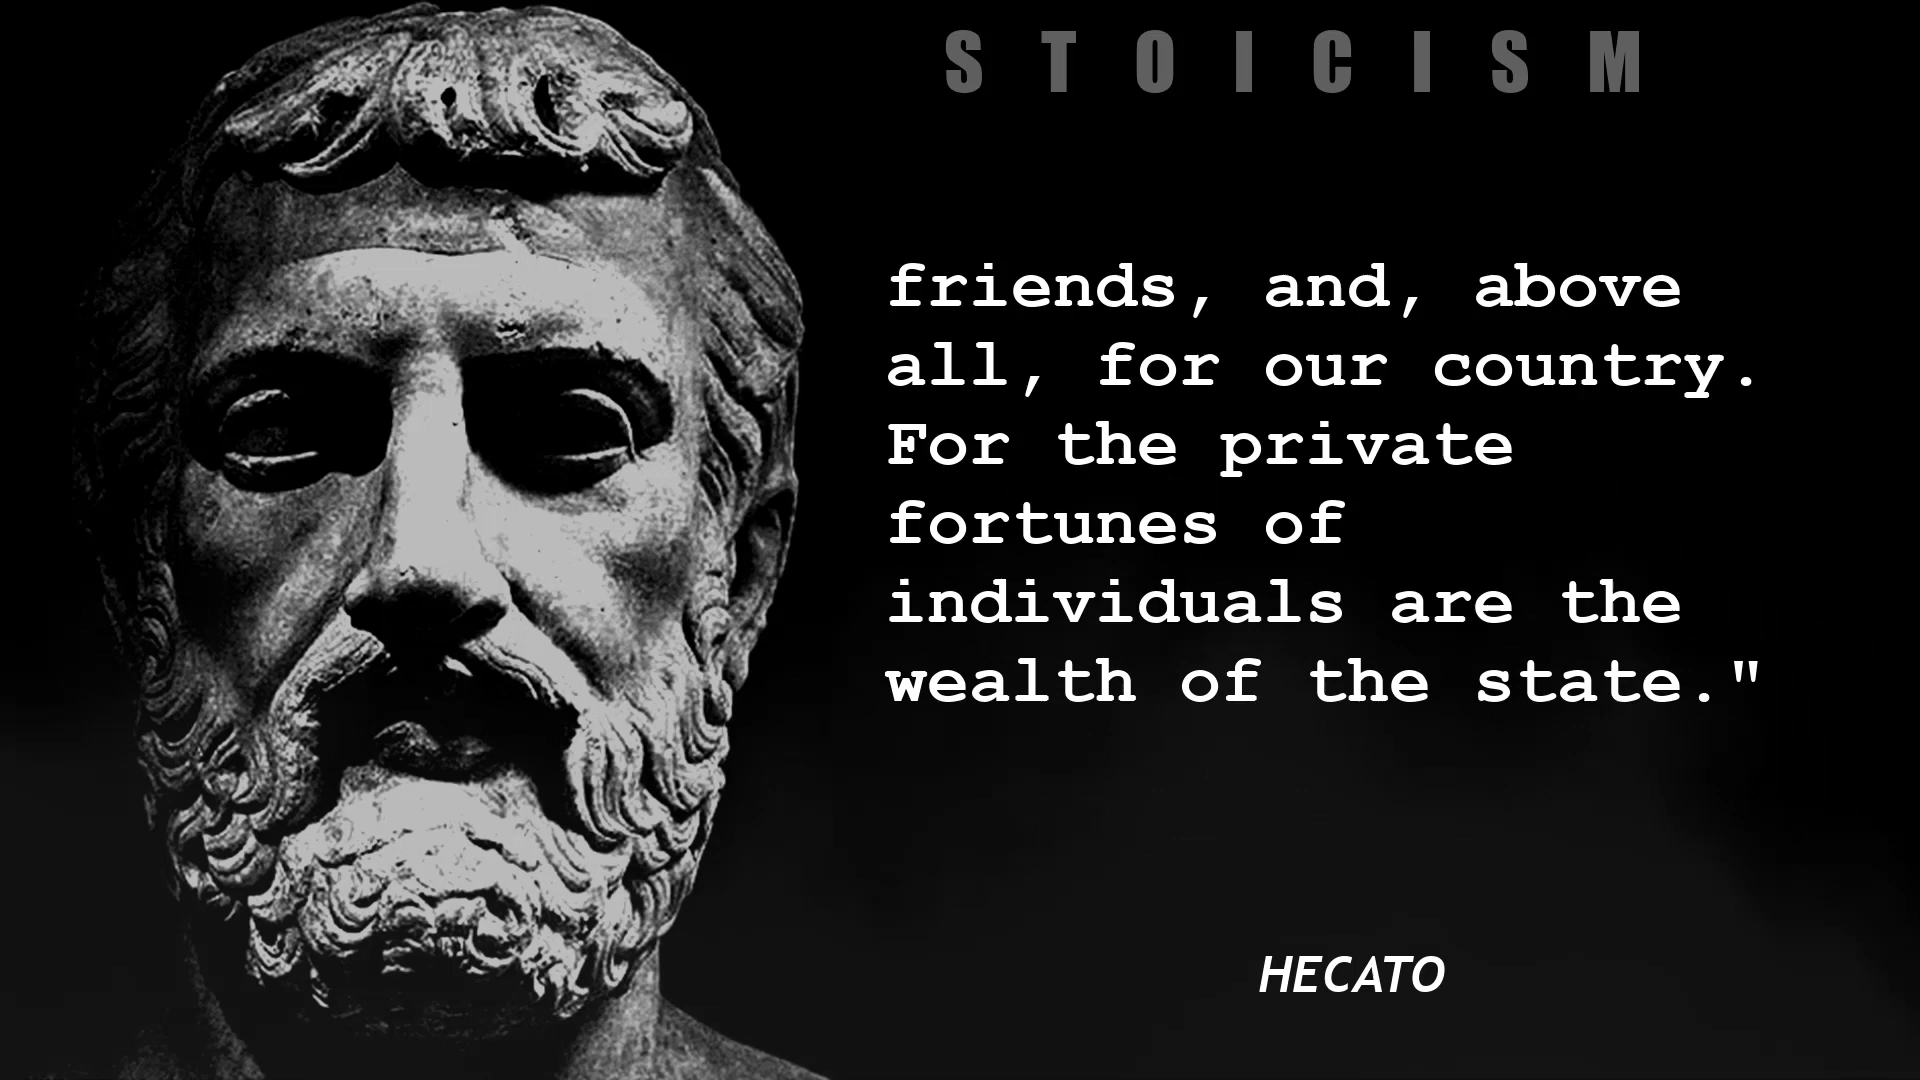 STOICISM
friends, and, above
all, for our country.
For the private
fortunes of
individuals are the
wealth of the state."
HECATO